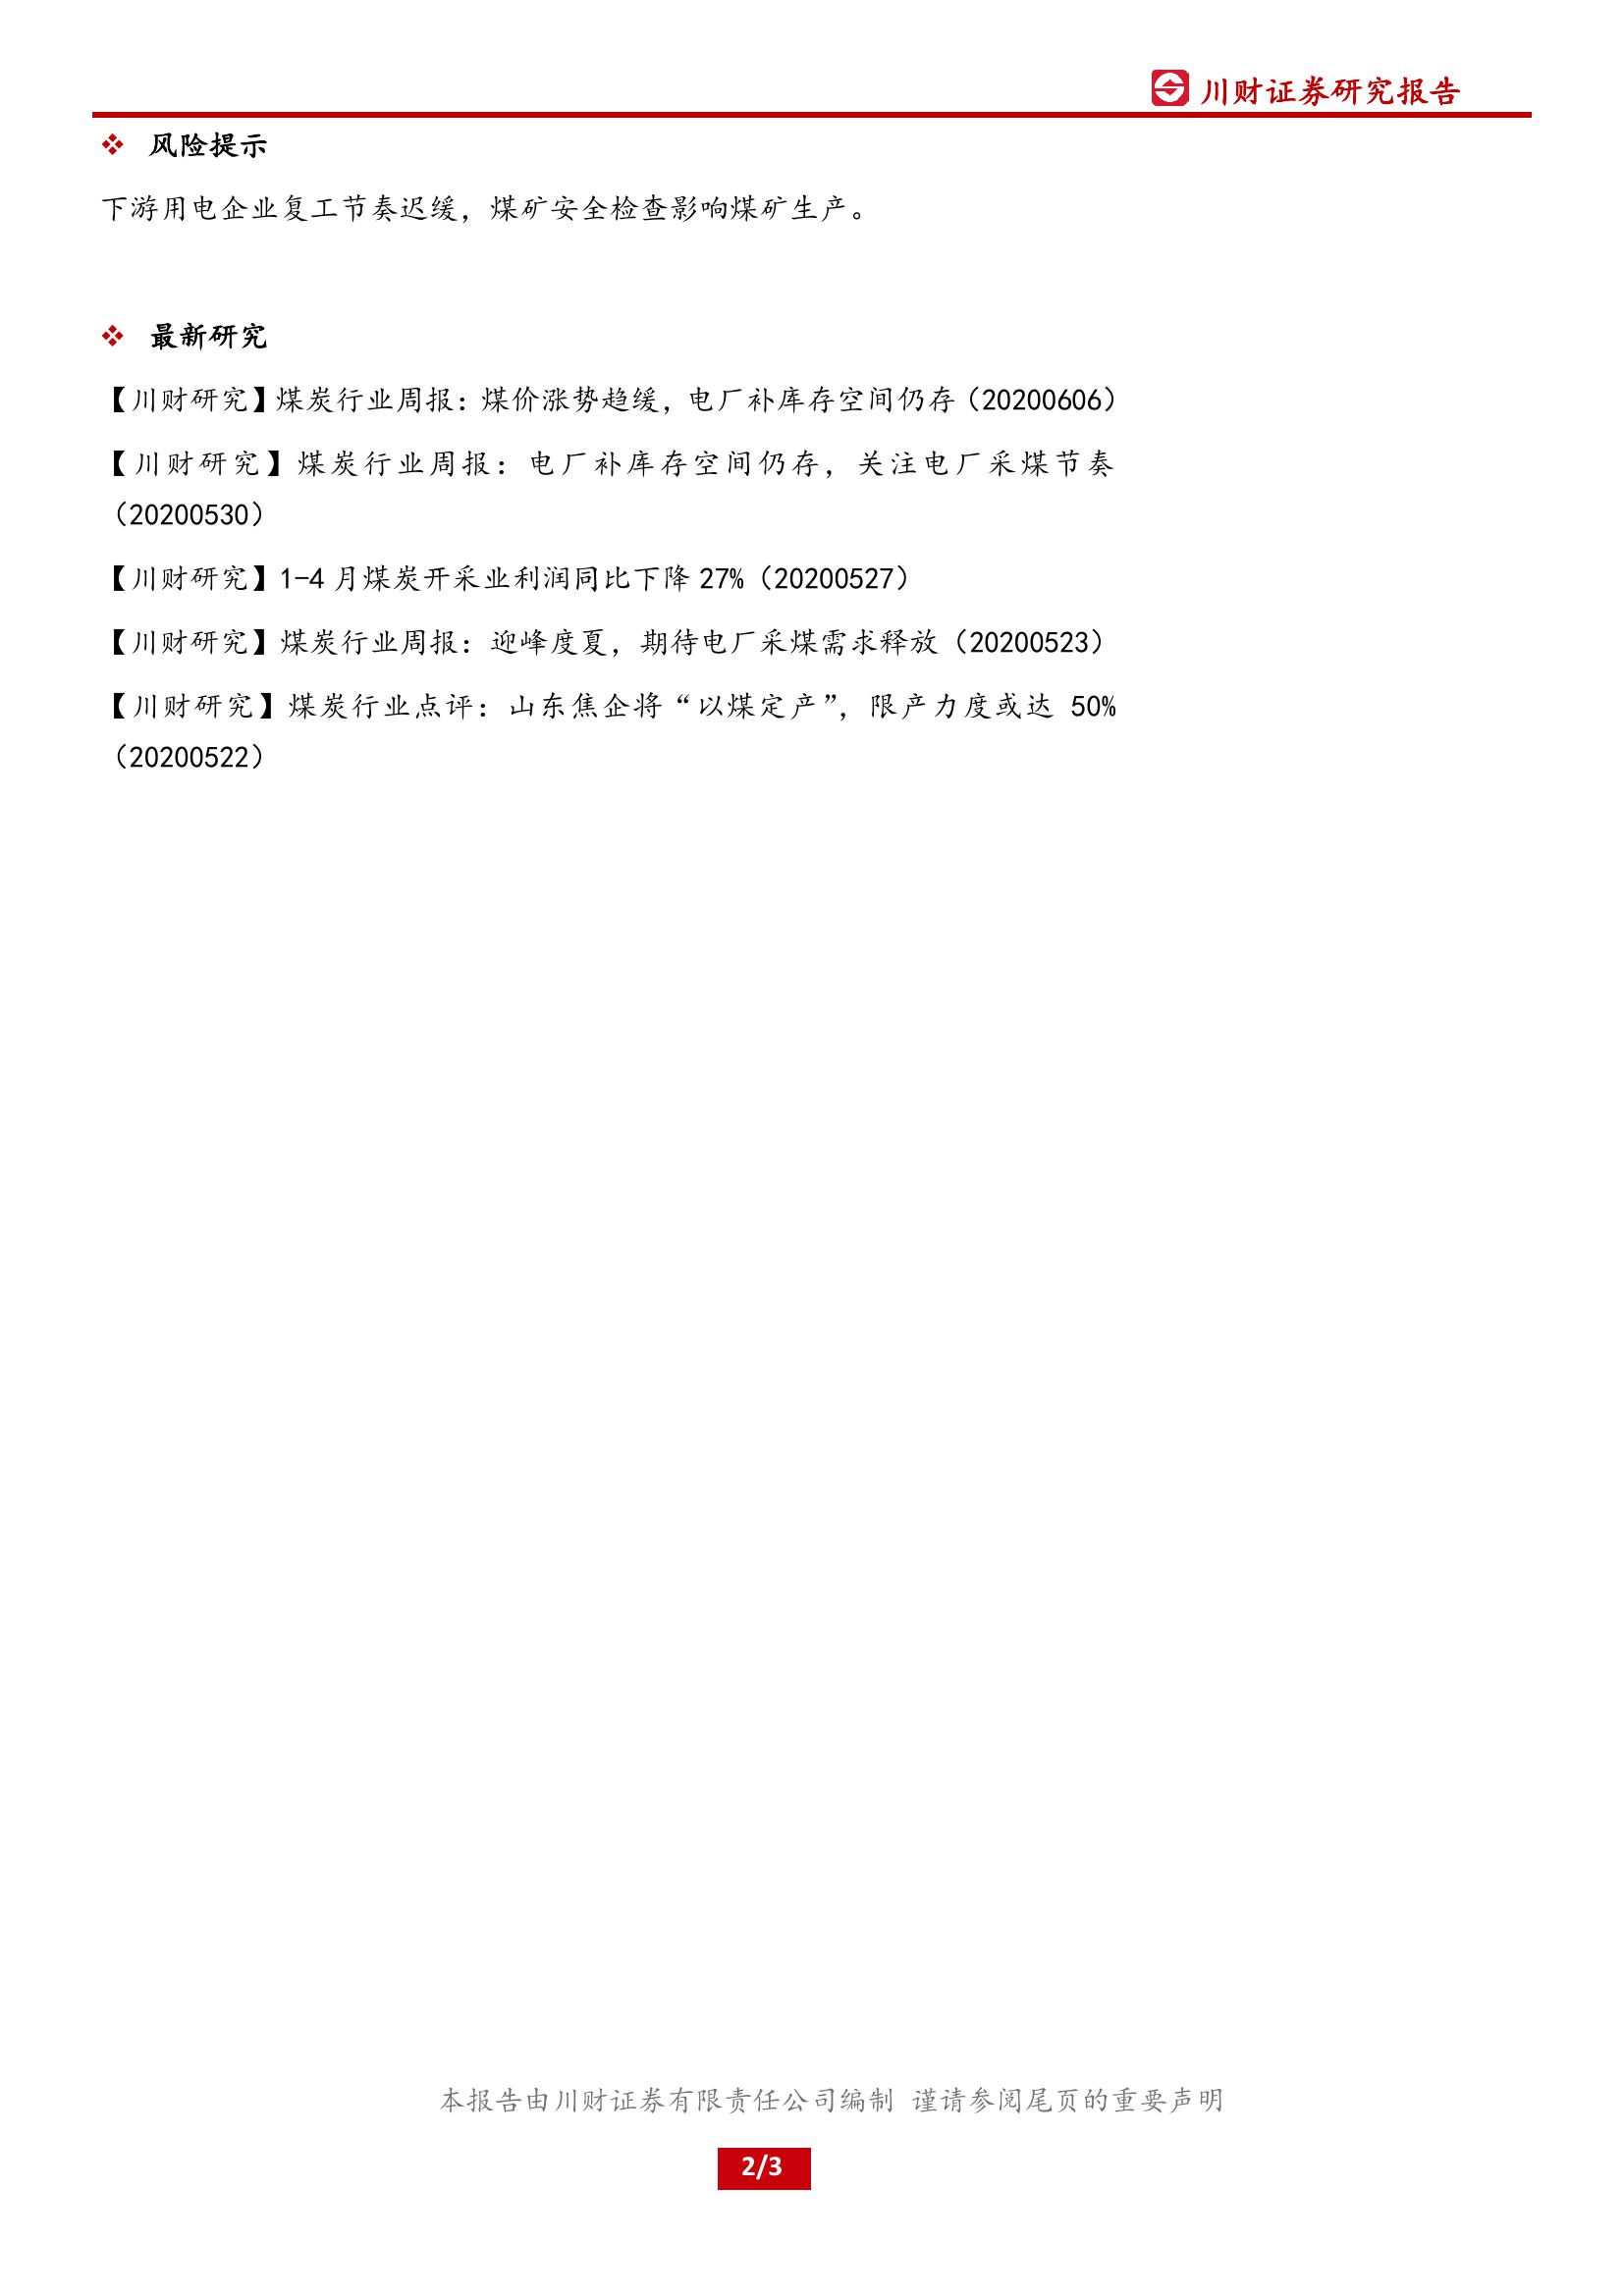 川财证券研究报告
❖ 风险提示
下游用电企业复工节奏迟缓，煤矿安全检查影响煤矿生产。
❖ 最新研究
【川财研究】煤炭行业周报：煤价涨势趋缓，电厂补库存空间仍存（20200606）
【川财研究】煤炭行业周报：电厂补库存空间仍存，关注电厂采煤节奏
（20200530）
【川财研究】1-4 月煤炭开采业利润同比下降 27%（20200527）
【川财研究】煤炭行业周报：迎峰度夏，期待电厂采煤需求释放（20200523）
【川财研究】煤炭行业点评：山东焦企将“以煤定产”，限产力度或达 50%
（20200522）
本报告由川财证券有限责任公司编制 谨请参阅尾页的重要声明
2/3